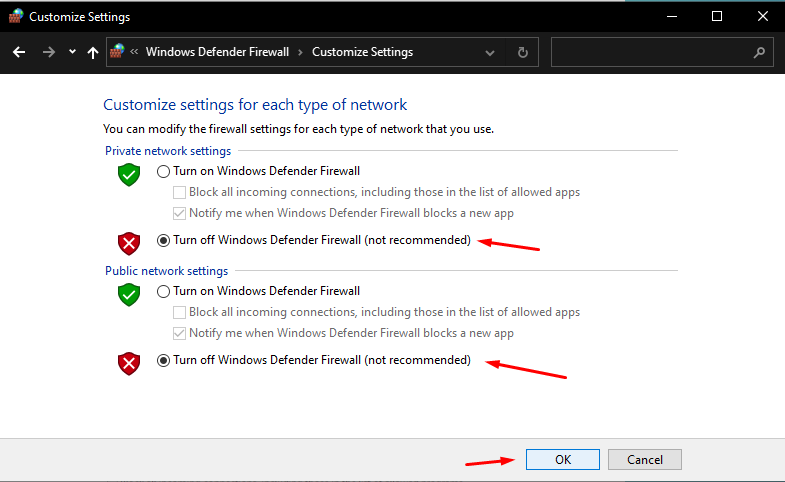 Customize Settings
« Windows Defender Firewall › Customize Settings
Customize settings for each type of network
You can modify the firewall settings for each type of network that you use.
Private network settings
Turn on Windows Defender Firewall
Block all incoming connections, including those in the list of allowed apps
Notify me when Windows Defender Firewall blocks a new app
Turn off Windows Defender Firewall (not recommended)
Public network settings
Turn on Windows Defender Firewall
Block all incoming connections, including those in the list of allowed apps
Notify me when Windows Defender Firewall blocks a new app
Turn off Windows Defender Firewall (not recommended)
OK Cancel